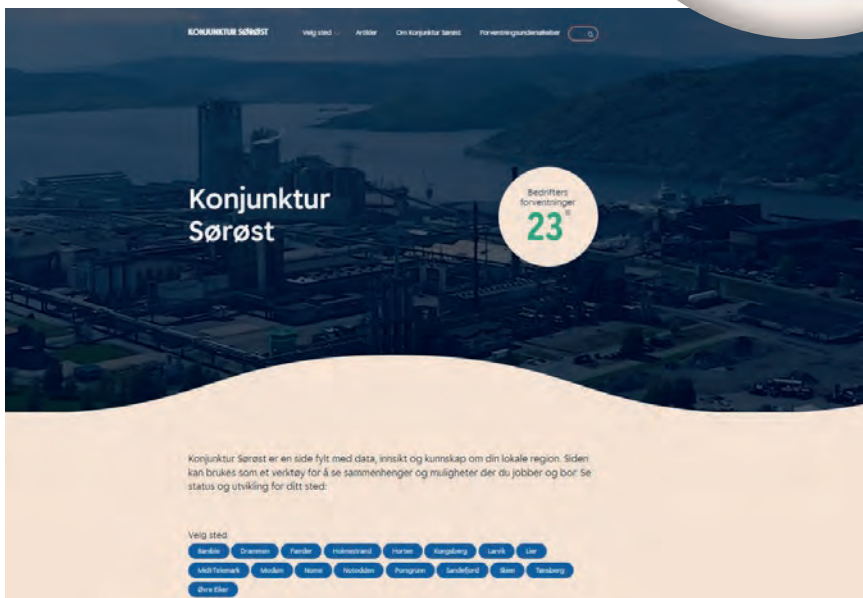 KONJUNKTUR SØRØST Velg sted Artikler Om Konjunktur Sørøst Forventningsundersøkelser
Konjunktur
Sørøst
Bedrifters
forventninger
23
Konjunktur Sørøst er en side fylt med data, innsikt og kunnskap om din lokale region. Siden
kan brukes som et verktøy for å se sammenhenger og muligheter der du jobber og bor. Se
status og utvikling for ditt sted:
Velg sted
Bamble Drammen Færder Holmestrand Horten Kongsberg Larvik Lier
Midt-Telemark Modum Nome Notodden Porsgrunn Sandefjord Skien Tønsberg
Øvre Eiker